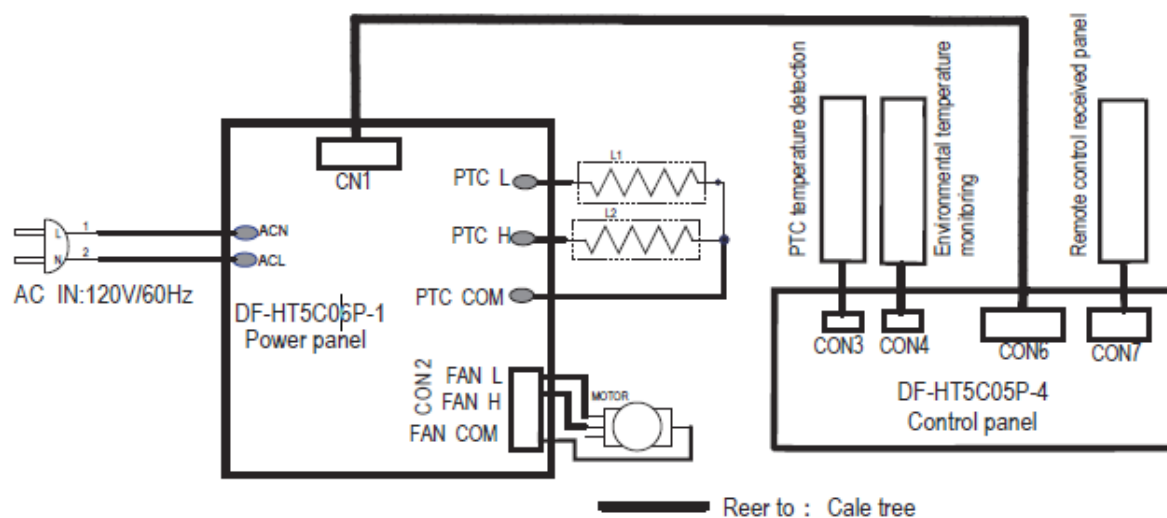 CN1
PTC L
L1
PTC H
L2
PTC COM
L 1
N 2
ACN
ACL
AC IN:120V/60Hz
DF-HT5C06P-1
Power panel
CON2
FAN L
FAN H
FAN COM
MOTOR
PTC temperature detection
Environmental temperature
monitoring
Remote control received panel
CON3
CON4
CON6
CON7
DF-HT5C05P-4
Control panel
Reer to : Cale tree